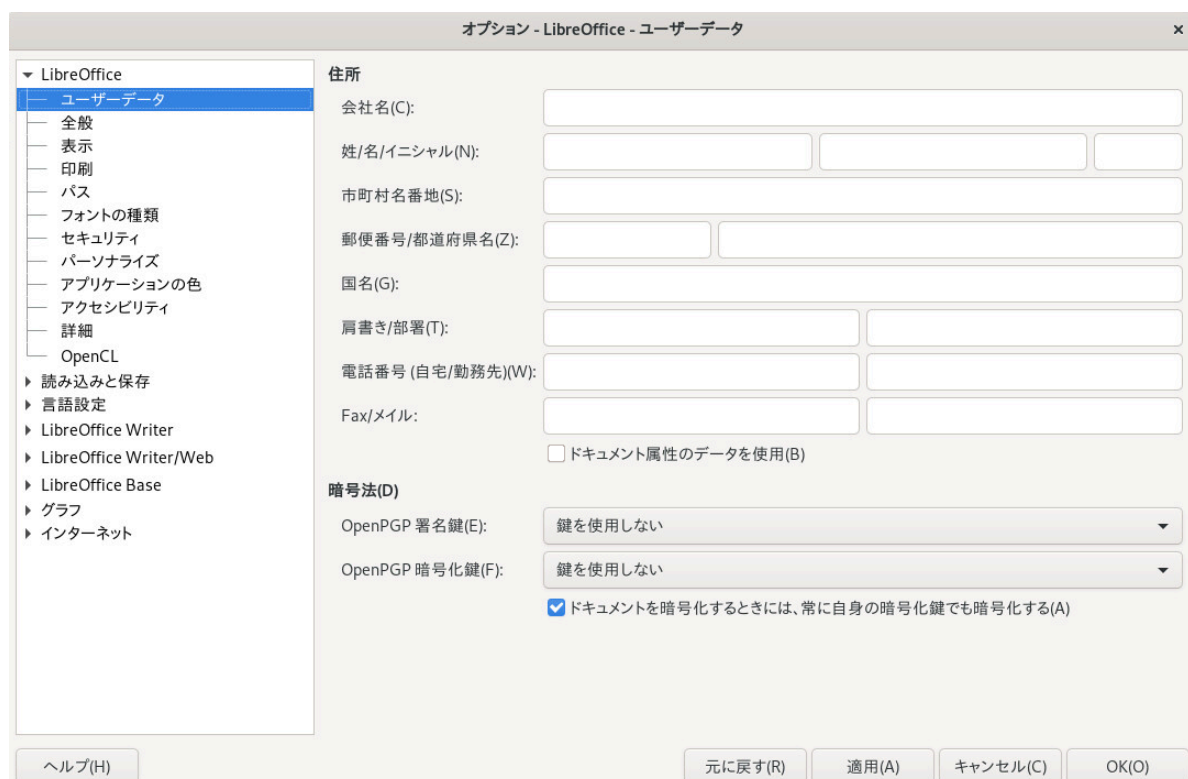 オプション - LibreOffice - ユーザーデータ
LibreOffice
ユーザーデータ
全般
表示
印刷
パス
フォントの種類
セキュリティ
パーソナライズ
アプリケーションの色
アクセシビリティ
詳細
OpenCL
読み込みと保存
言語設定
LibreOffice Writer
LibreOffice Writer/Web
LibreOffice Base
グラフ
インターネット
住所
会社名(C):
姓/名/イニシャル(N):
市町村名番地(S):
郵便番号/都道府県名(Z):
国名(G):
肩書き/部署(T):
電話番号 (自宅/勤務先)(W):
Fax/メイル:
ドキュメント属性のデータを使用(B)
暗号法(D)
OpenPGP 署名鍵(E): 鍵を使用しない
OpenPGP 暗号化鍵(F): 鍵を使用しない
ドキュメントを暗号化するときには、常に自身の暗号化鍵でも暗号化する(A)
ヘルプ(H) 元に戻す(R) 適用(A) キャンセル(C) OK(O)